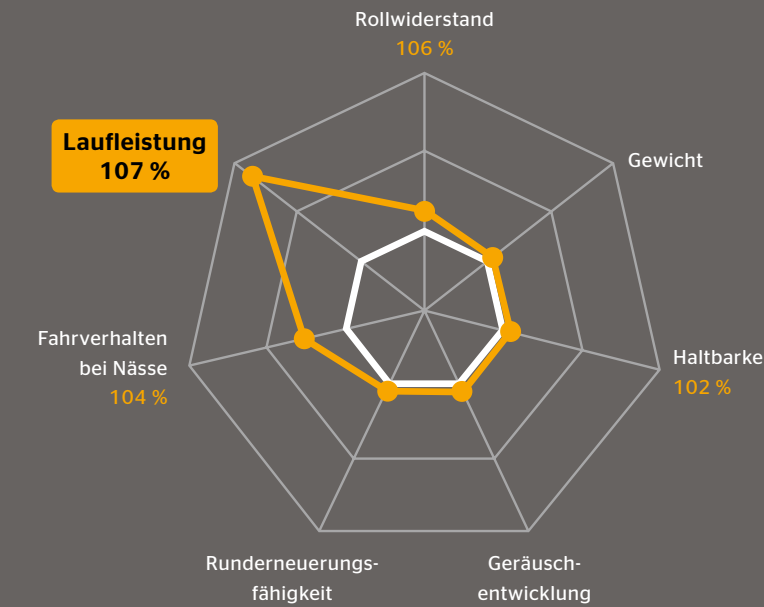 Rollwiderstand
106 %
Laufleistung
107 %
Gewicht
Fahrverhalten
bei Nässe
104 %
Haltbarke
102 %
Runderneuerungs-
fähigkeit
Geräusch-
entwicklung